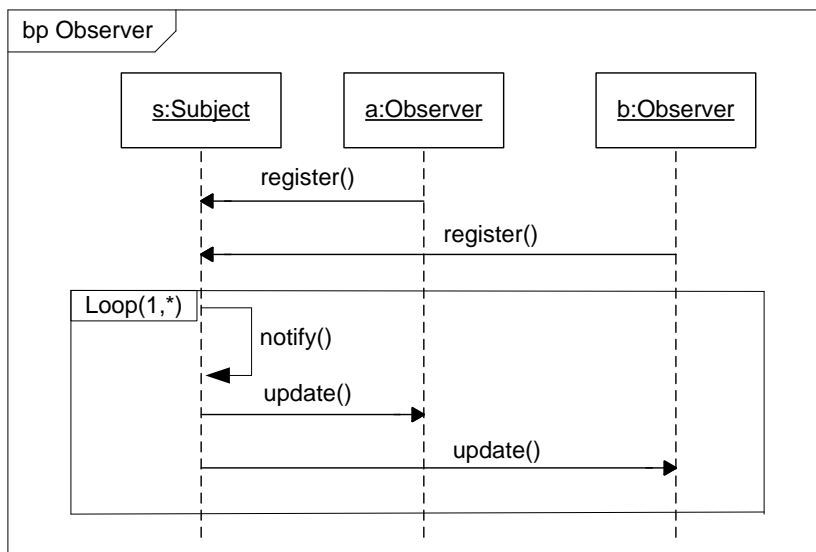 bp Observer
s:Subject
a:Observer
b:Observer
register()
register()
Loop(1,*)
notify()
update()
update()